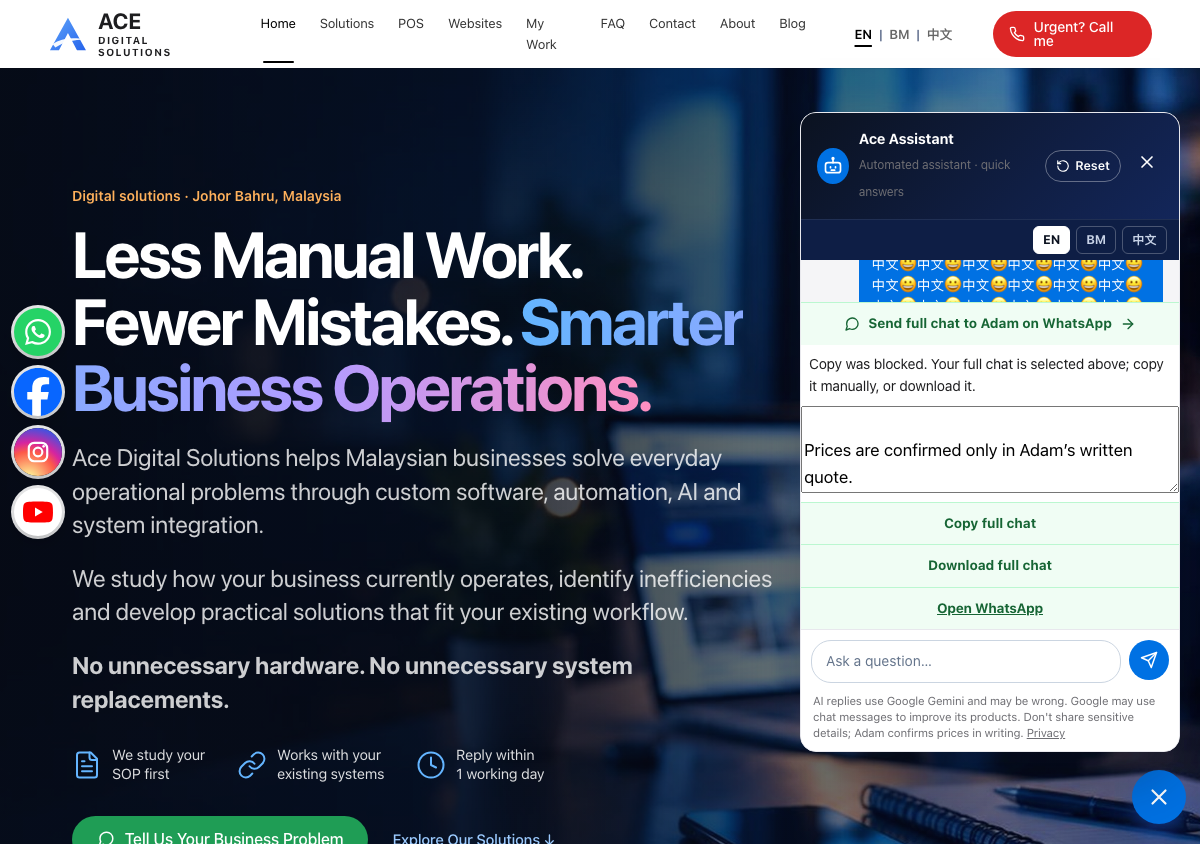 ACE
DIGITAL
SOLUTIONS
Home
Solutions
POS
Websites
My
Work
FAQ
Contact
About
Blog
EN | BM | 中文
Urgent? Call
me
Digital solutions · Johor Bahru, Malaysia
Less Manual Work.
Fewer Mistakes. Smarter
Business Operations.
Ace Digital Solutions helps Malaysian businesses solve everyday
operational problems through custom software, automation, AI and
system integration.
We study how your business currently operates, identify inefficiencies
and develop practical solutions that fit your existing workflow.
No unnecessary hardware. No unnecessary system
replacements.
We study your
SOP first
Works with your
existing systems
Reply within
1 working day
Tell Us Your Business Problem
Explore Our Solutions ↓
Ace Assistant
Automated assistant · quick
answers
Reset
EN
BM
中文
中文😀中文😀中文😀中文😀中文😀中文😀
中文😀中文😀中文😀中文😀中文😀中文😀
Send full chat to Adam on WhatsApp →
Copy was blocked. Your full chat is selected above; copy
it manually, or download it.
Prices are confirmed only in Adam’s written
quote.
Copy full chat
Download full chat
Open WhatsApp
Ask a question...
AI replies use Google Gemini and may be wrong. Google may use
chat messages to improve its products. Don't share sensitive
details; Adam confirms prices in writing. Privacy